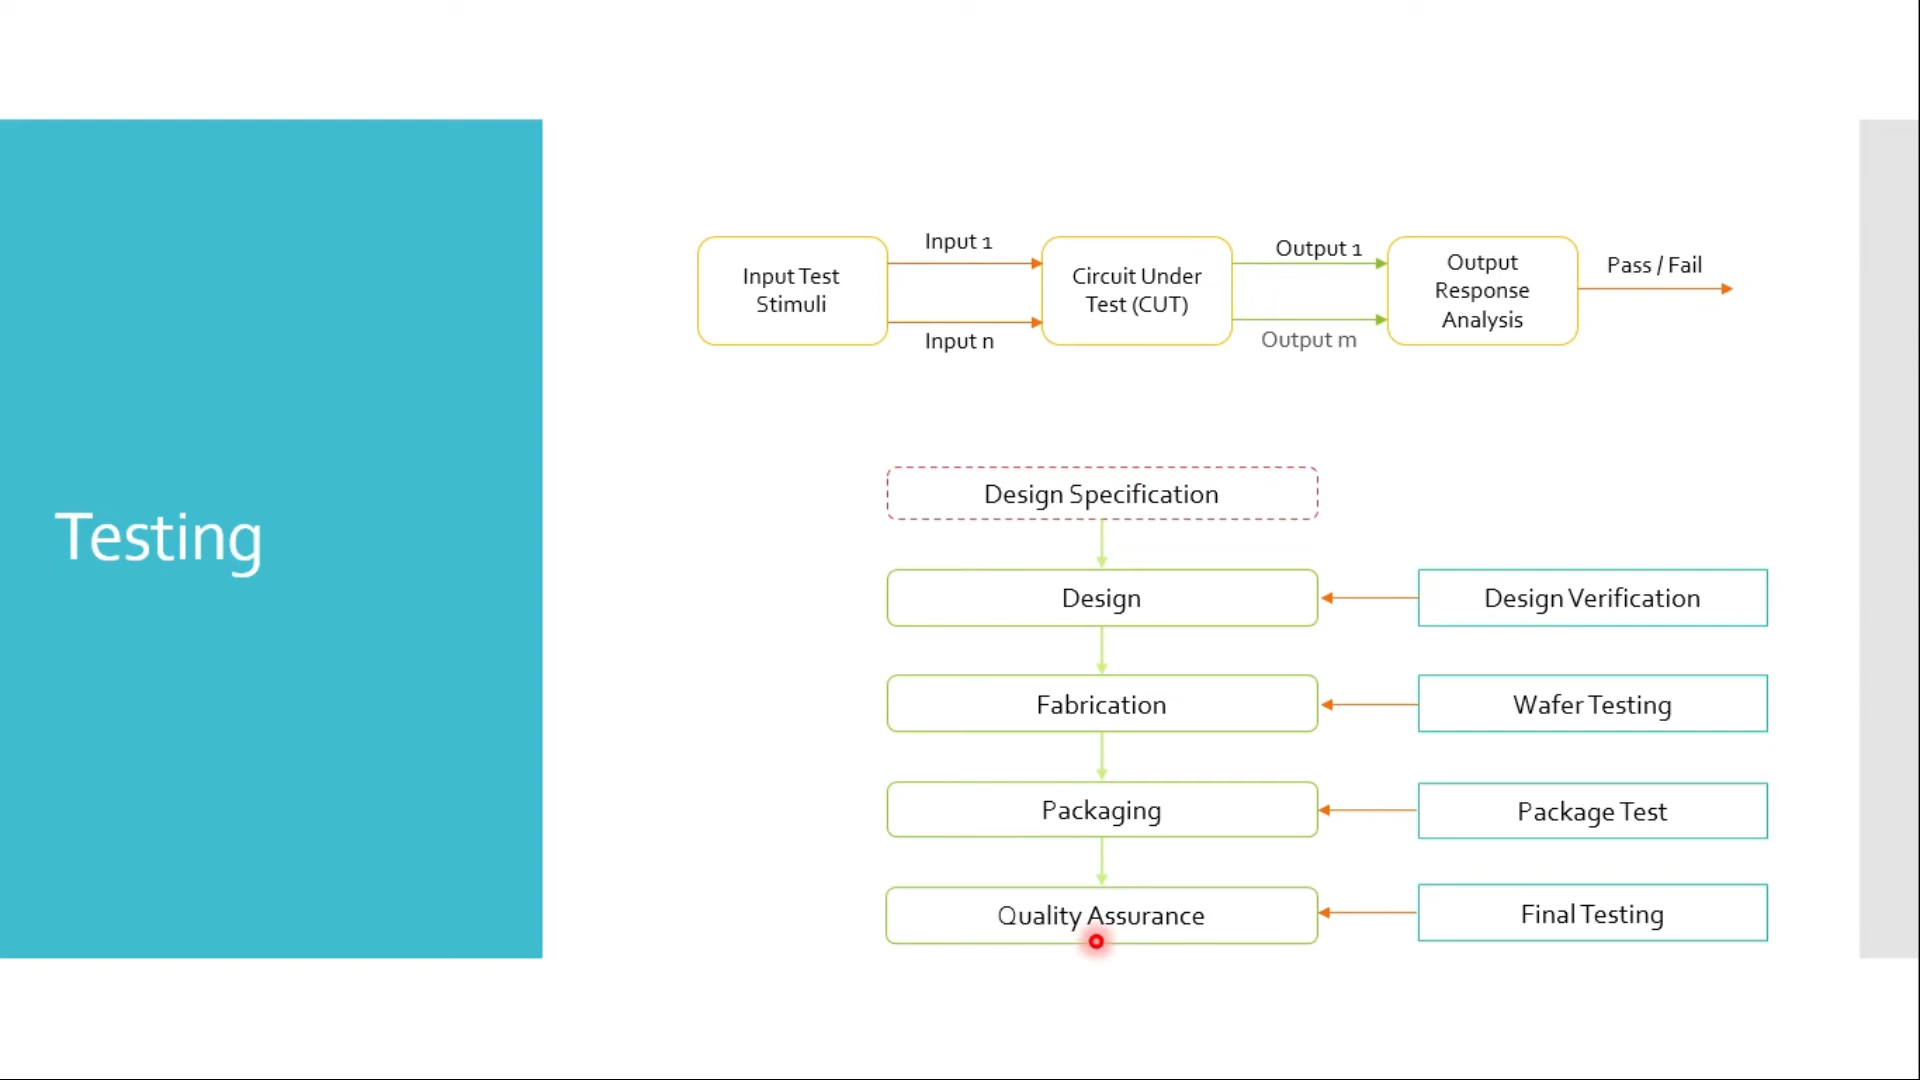 Testing
Input Test
Stimuli
Input 1
Input n
Circuit Under
Test (CUT)
Output 1
Output m
Output
Response
Analysis
Pass / Fail
Design Specification
Design
Design Verification
Fabrication
Wafer Testing
Packaging
Package Test
Quality Assurance
Final Testing